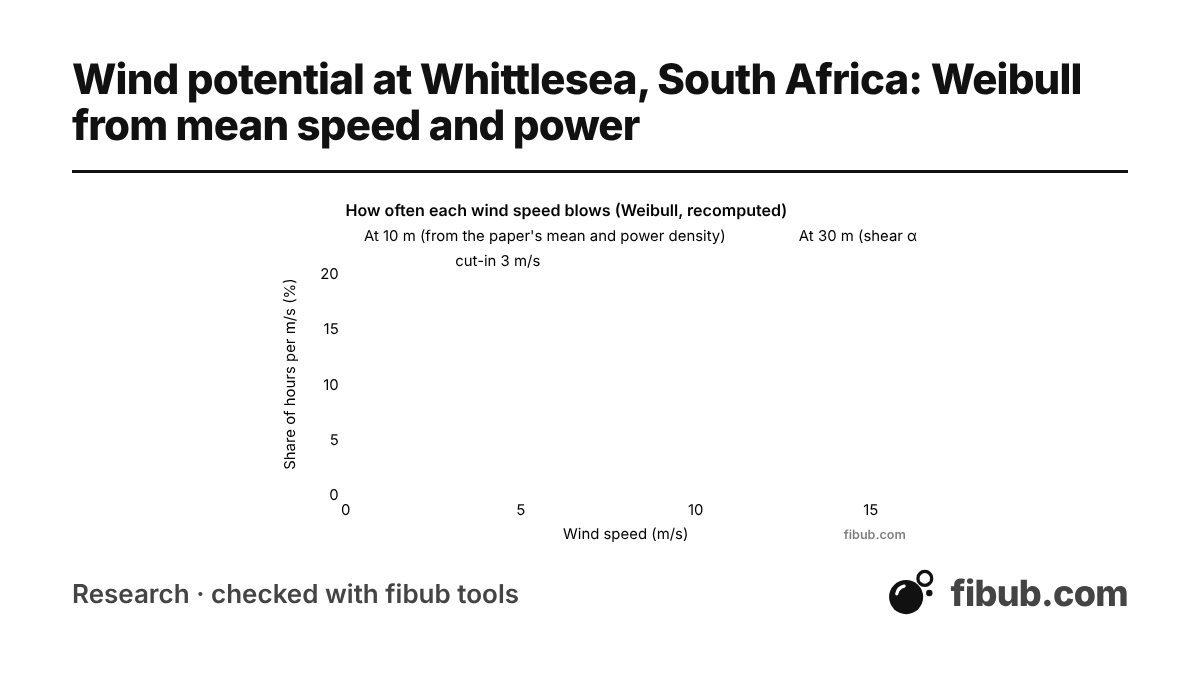 Wind potential at Whittlesea, South Africa: Weibull
from mean speed and power
How often each wind speed blows (Weibull, recomputed)
At 10 m (from the paper's mean and power density)
At 30 m (shear α
cut-in 3 m/s
Share of hours per m/s (%)
20
15
10
5
0
0
5
10
15
Wind speed (m/s)
fibub.com
Research · checked with fibub tools
fibub.com